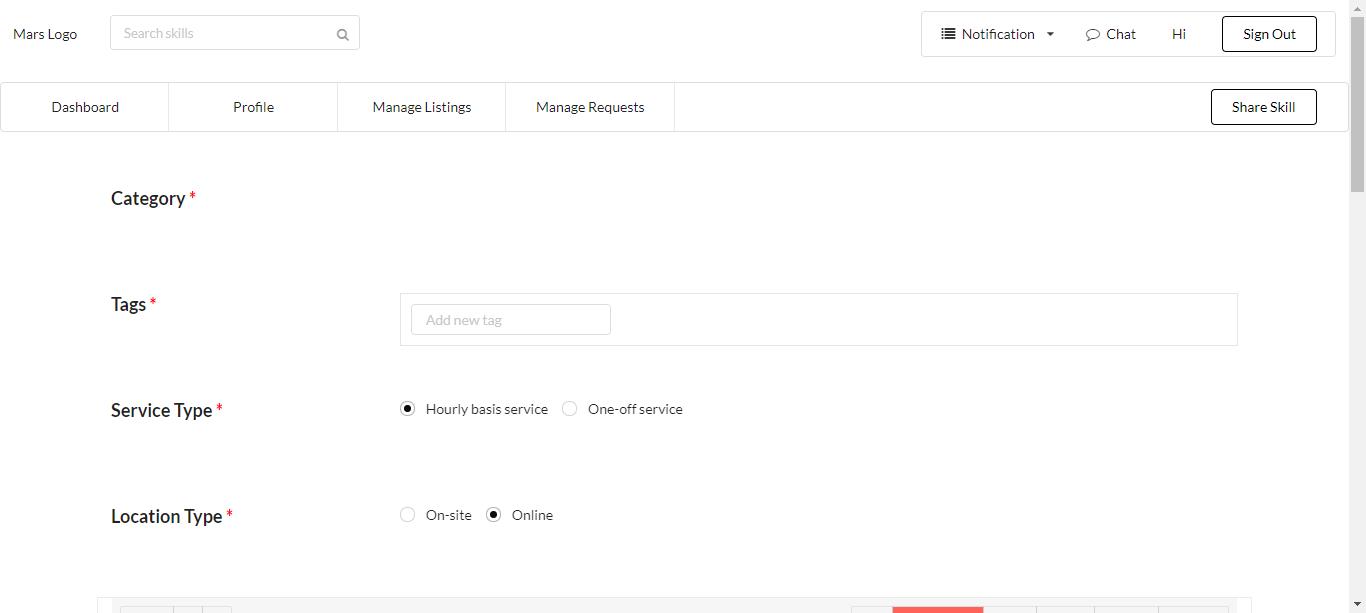 Mars Logo
Search skills
Notification
Chat
Hi
Sign Out
Dashboard
Profile
Manage Listings
Manage Requests
Share Skill
Category *
Tags *
Add new tag
Service Type *
Hourly basis service
One-off service
Location Type *
On-site
Online